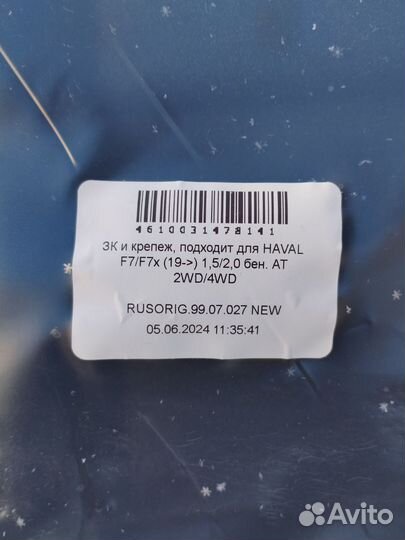 4610031478141
ЗК и крепеж, подходит для HAVAL
F7/F7x (19->) 1,5/2,0 бен. АТ
2WD/4WD
RUSORIG.99.07.027 NEW
05.06.2024 11:35:41
Avito